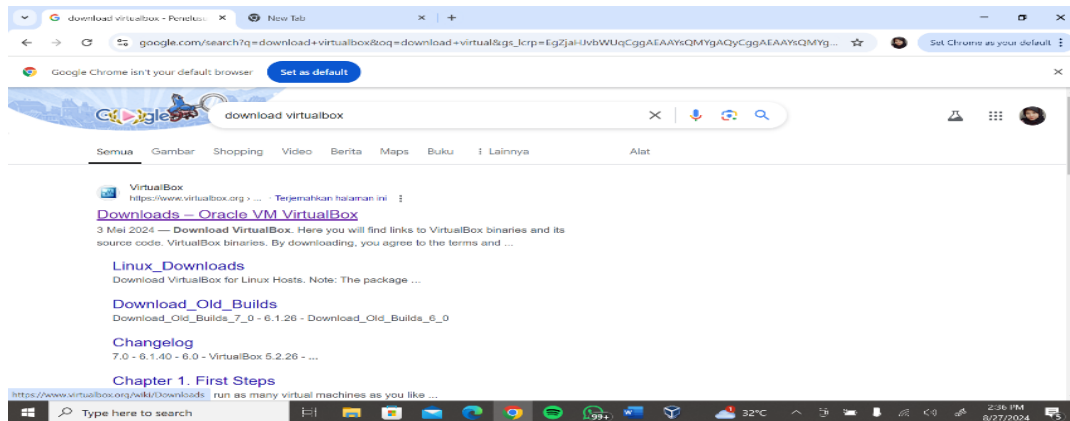 download virtualbox - Penelus
New Tab
google.com/search?q=download+virtualbox&oq=download+virtual&gs_lcrp=EgZjaHJvbWUqCggAEAAYsQMYgAQyCggAEAAYsQMYg...
Set Chrome as your default
Google Chrome isn't your default browser
Set as default
Google
download virtualbox
Semua Gambar Shopping Video Berita Maps Buku Lainnya Alat
VirtualBox
https://www.virtualbox.org › ... · Terjemahkan halaman ini
Downloads – Oracle VM VirtualBox
3 Mei 2024 — Download VirtualBox. Here you will find links to VirtualBox binaries and its
source code. VirtualBox binaries. By downloading, you agree to the terms and ...
Linux_Downloads
Download VirtualBox for Linux Hosts. Note: The package ...
Download_Old_Builds
Download_Old_Builds_7_0 - 6.1.26 - Download_Old_Builds_6_0
Changelog
7.0 - 6.1.40 - 6.0 - VirtualBox 5.2.26 - ...
Chapter 1. First Steps
https://www.virtualbox.org/wiki/Downloads run as many virtual machines as you like ...
Type here to search
99+
32°C
2:36 PM
8/27/2024
5